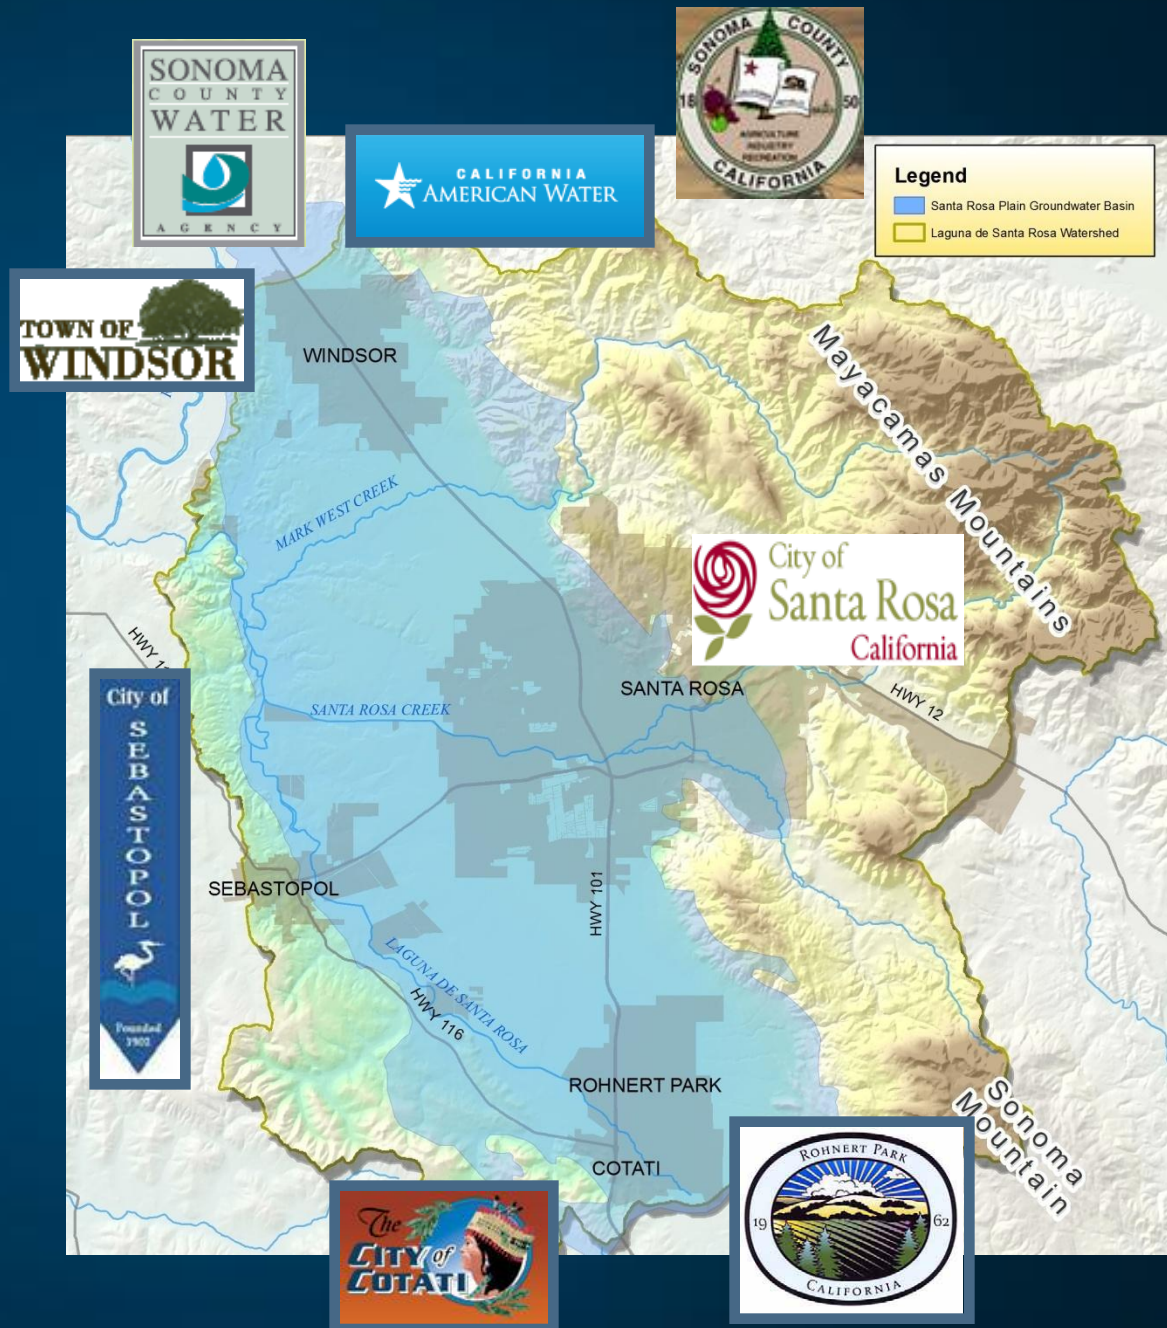 SONOMA
COUNTY
WATER
AGENCY
CALIFORNIA
AMERICAN WATER
SONOMA COUNTY
18 50
AGRICULTURE
INDUSTRY
RECREATION
CALIFORNIA
Legend
Santa Rosa Plain Groundwater Basin
Laguna de Santa Rosa Watershed
TOWN OF
WINDSOR
WINDSOR
Mayacamas Mountains
MARK WEST CREEK
City of
Santa Rosa
California
HWY
SANTA ROSA
HWY 12
SANTA ROSA CREEK
City of
SEBASTOPOL
Founded
1902
SEBASTOPOL
HWY 101
LAGUNA DE SANTA ROSA
HWY 116
ROHNERT PARK
COTATI
Sonoma
Mountain
The
CITY of
COTATI
ROHNERT PARK
19 62
CALIFORNIA